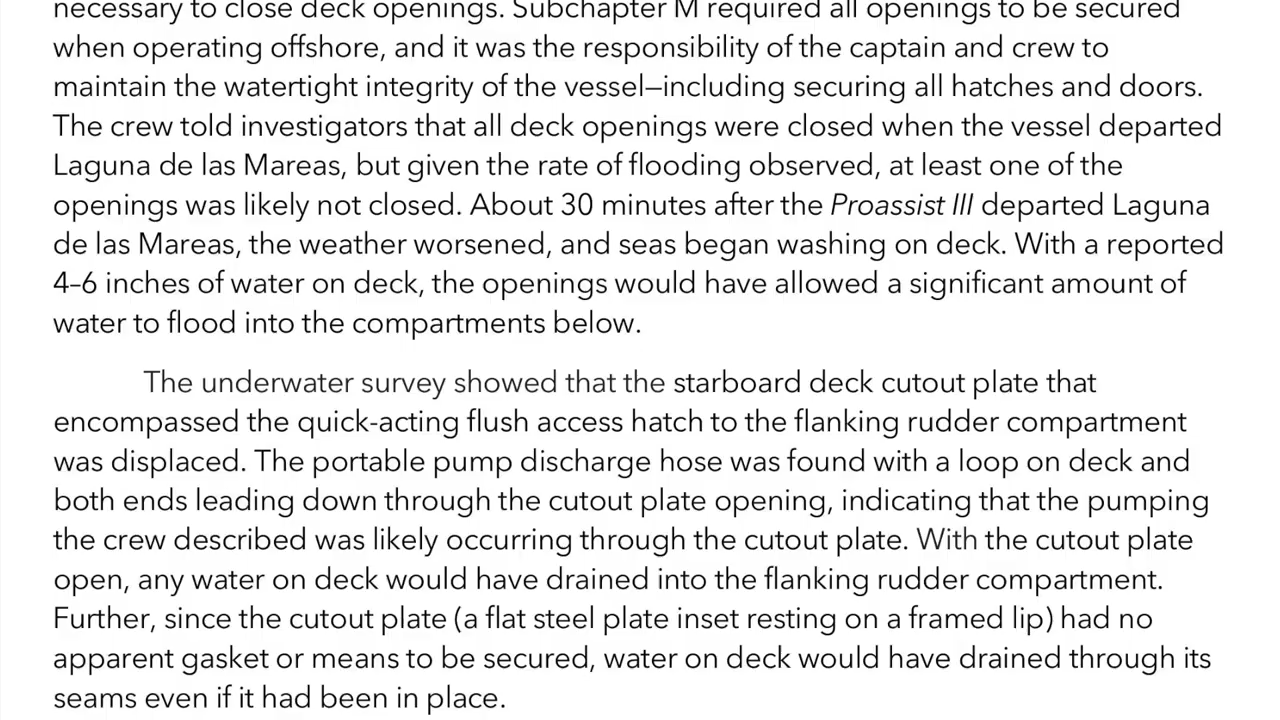 necessary to close deck openings. Subchapter M required all openings to be secured
when operating offshore, and it was the responsibility of the captain and crew to
maintain the watertight integrity of the vessel—including securing all hatches and doors.
The crew told investigators that all deck openings were closed when the vessel departed
Laguna de las Mareas, but given the rate of flooding observed, at least one of the
openings was likely not closed. About 30 minutes after the Proassist III departed Laguna
de las Mareas, the weather worsened, and seas began washing on deck. With a reported
4–6 inches of water on deck, the openings would have allowed a significant amount of
water to flood into the compartments below.
The underwater survey showed that the starboard deck cutout plate that
encompassed the quick-acting flush access hatch to the flanking rudder compartment
was displaced. The portable pump discharge hose was found with a loop on deck and
both ends leading down through the cutout plate opening, indicating that the pumping
the crew described was likely occurring through the cutout plate. With the cutout plate
open, any water on deck would have drained into the flanking rudder compartment.
Further, since the cutout plate (a flat steel plate inset resting on a framed lip) had no
apparent gasket or means to be secured, water on deck would have drained through its
seams even if it had been in place.